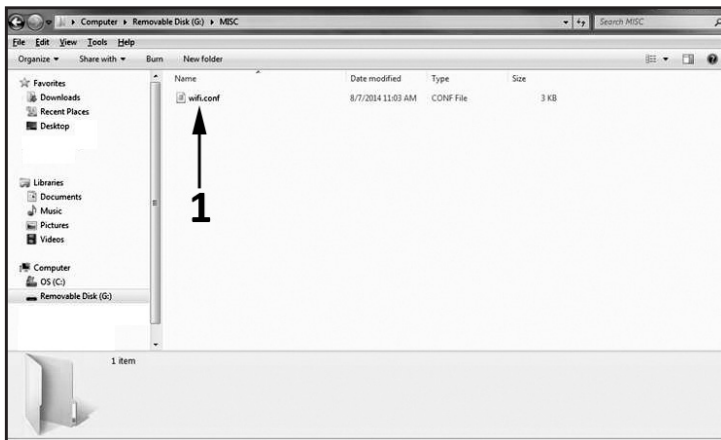 Computer ▸ Removable Disk (G:) ▸ MISC
Search MISC
File Edit View Tools Help
Organize ▾ Share with ▾ Burn New folder
Name Date modified Type Size
wifi.conf 8/7/2014 11:03 AM CONF File 3 KB
Favorites
Downloads
Recent Places
Desktop
Libraries
Documents
Music
Pictures
Videos
Computer
OS (C:)
Removable Disk (G:)
1
1 item